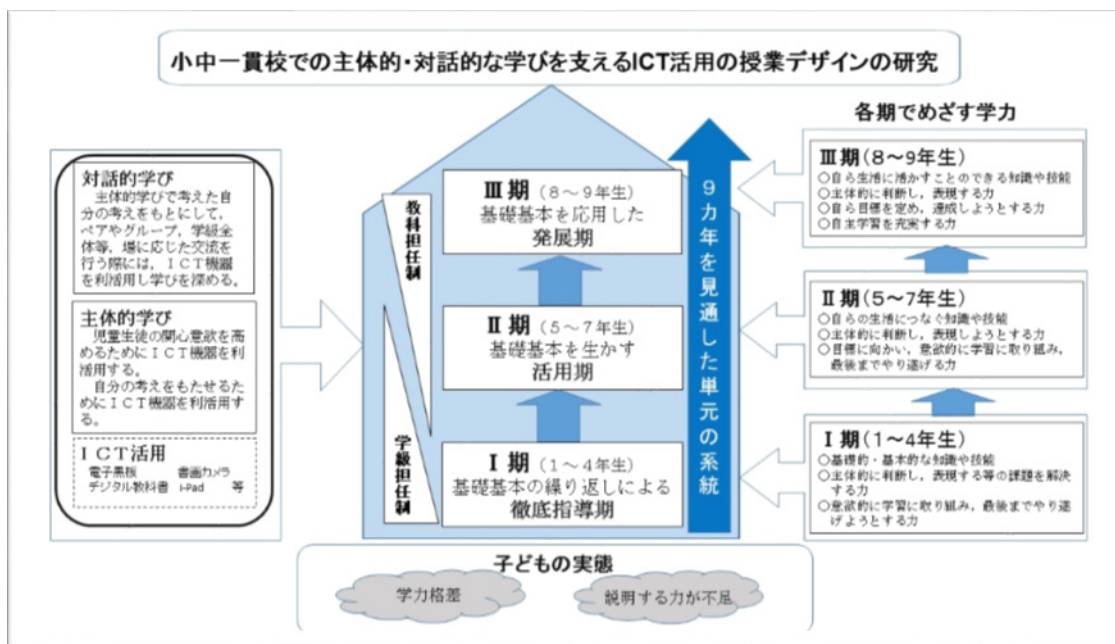 小中一貫校での主体的・対話的な学びを支えるICT活用の授業デザインの研究
対話的学び
主体的学びで考えた自
分の考えをもとにして，
ペアやグループ，学級全
体等，場に応じた交流を
行う際には，ＩＣＴ機器
を利活用し学びを深める。
主体的学び
児童生徒の関心意欲を高
めるためにＩＣＴ機器を利
活用する。
自分の考えをもたせるた
めにＩＣＴ機器を利活用す
る。
ＩＣＴ活用
電子黒板　書画カメラ
デジタル教科書　i-Pad　等
教科担任制
学級担任制
Ⅲ期（８～９年生）
基礎基本を応用した
発展期
Ⅱ期（５～７年生）
基礎基本を生かす
活用期
Ⅰ期（１～４年生）
基礎基本の繰り返しによる
徹底指導期
９カ年を見通した単元の系統
各期でめざす学力
Ⅲ期(８～９年生)
○自ら生活に活かすことのできる知識や技能
○主体的に判断し，表現する力
○自ら目標を定め，達成しようとする力
○自主学習を充実する力
Ⅱ期(５～７年生)
○自らの生活につなぐ知識や技能
○主体的に判断し，表現しようとする力
○目標に向かい，意欲的に学習に取り組み，
最後までやり遂げる力
Ⅰ期(１～４年生)
○基礎的・基本的な知識や技能
○主体的に判断し，表現する等の課題を解決
する力
○意欲的に学習に取り組み，最後までやり遂
げようとする力
子どもの実態
学力格差
説明する力が不足